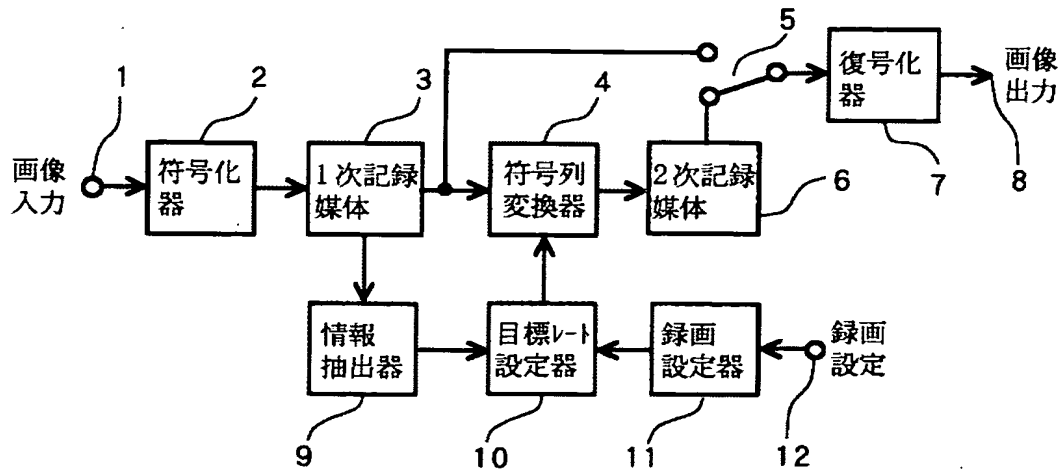 1
2
3
4
5
画像
入力
符号化
器
1次記録
媒体
符号列
変換器
2次記録
媒体
6
復号化
器
7
画像
出力
8
情報
抽出器
9
目標レート
設定器
10
録画
設定器
11
録画
設定
12